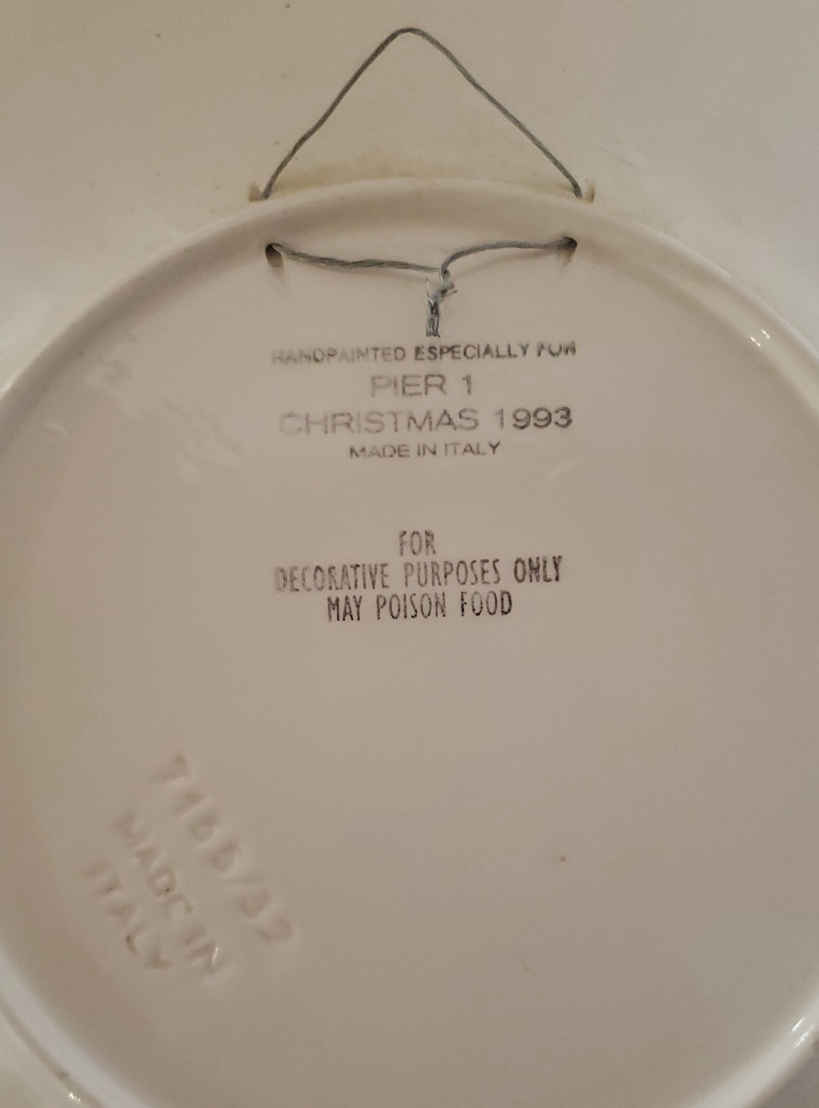 HANDPAINTED ESPECIALLY FOR
PIER 1
CHRISTMAS 1993
MADE IN ITALY
FOR
DECORATIVE PURPOSES ONLY
MAY POISON FOOD
MADE IN
ITALY